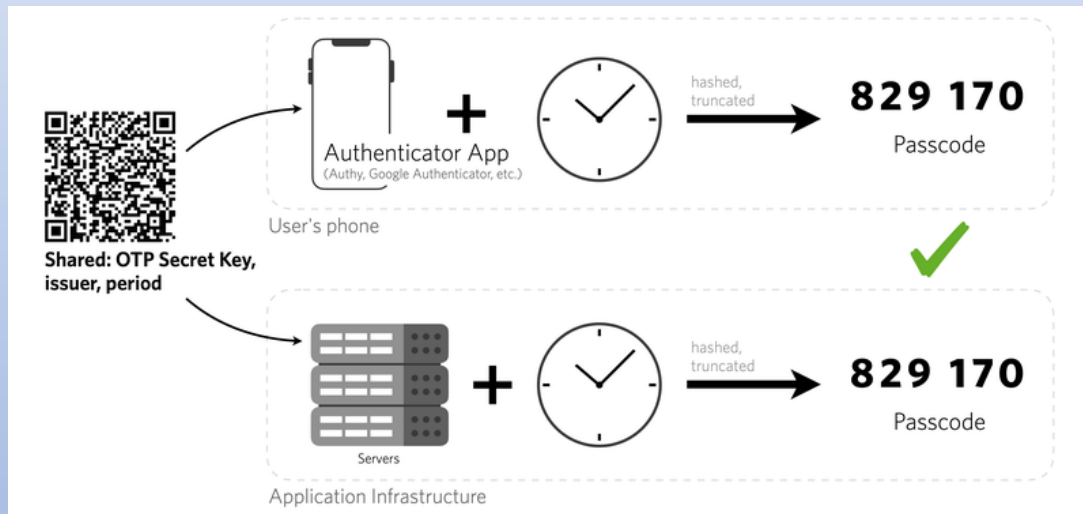 Shared: OTP Secret Key,
issuer, period
Authenticator App
(Authy, Google Authenticator, etc.)
+
hashed,
truncated
829 170
Passcode
User's phone
Servers
+
hashed,
truncated
829 170
Passcode
Application Infrastructure